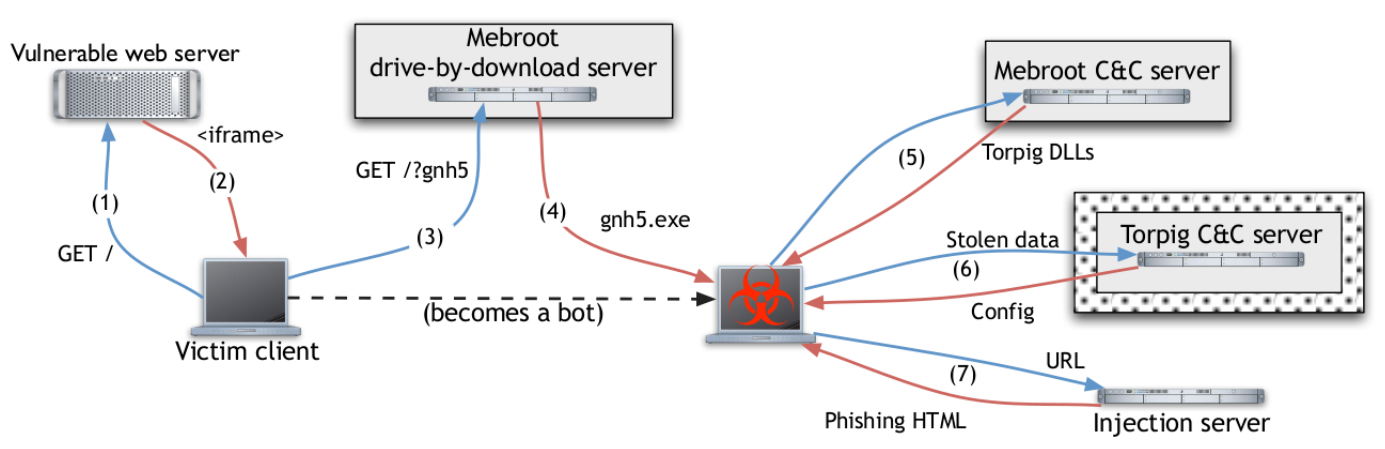 Vulnerable web server
<iframe>
(1)
(2)
GET /
Victim client
Mebroot
drive-by-download server
GET /?gnh5
(3)
(4)
gnh5.exe
(becomes a bot)
Mebroot C&C server
(5)
Torpig DLLs
Torpig C&C server
Stolen data
(6)
Config
URL
(7)
Phishing HTML
Injection server